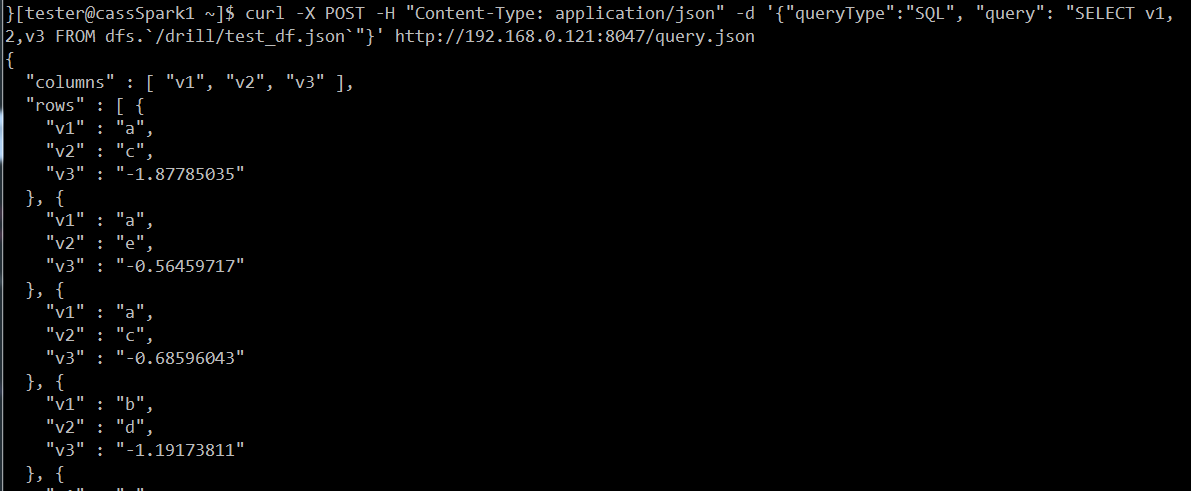 }[tester@cassSpark1 ~]$ curl -X POST -H "Content-Type: application/json" -d '{"queryType":"SQL", "query": "SELECT v1,
2,v3 FROM dfs.`/drill/test_df.json`"}' http://192.168.0.121:8047/query.json
{
  "columns" : [ "v1", "v2", "v3" ],
  "rows" : [ {
    "v1" : "a",
    "v2" : "c",
    "v3" : "-1.87785035"
  }, {
    "v1" : "a",
    "v2" : "e",
    "v3" : "-0.56459717"
  }, {
    "v1" : "a",
    "v2" : "c",
    "v3" : "-0.68596043"
  }, {
    "v1" : "b",
    "v2" : "d",
    "v3" : "-1.19173811"
  }, {